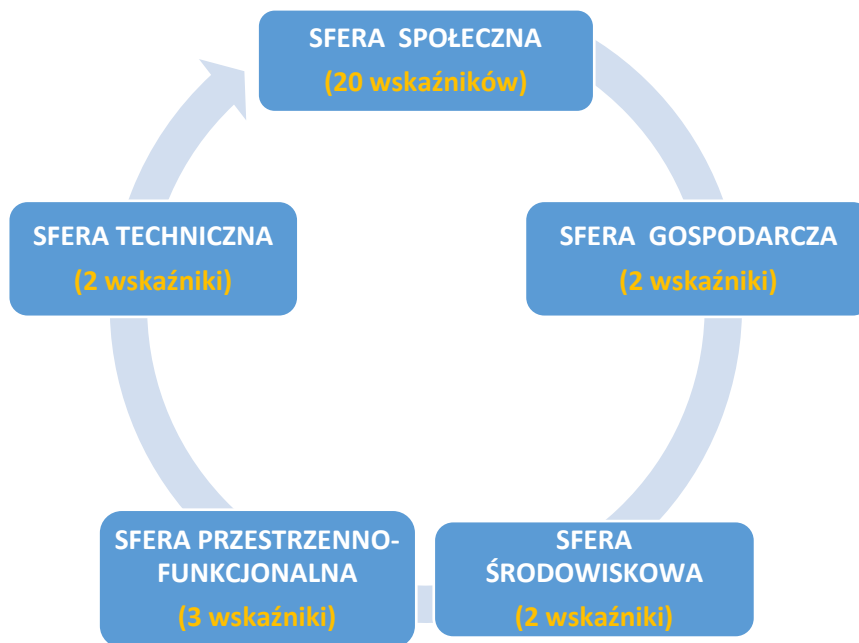 SFERA SPOŁECZNA
(20 wskaźników)
SFERA TECHNICZNA
(2 wskaźniki)
SFERA GOSPODARCZA
(2 wskaźniki)
SFERA PRZESTRZENNO-
FUNKCJONALNA
(3 wskaźniki)
SFERA
ŚRODOWISKOWA
(2 wskaźniki)